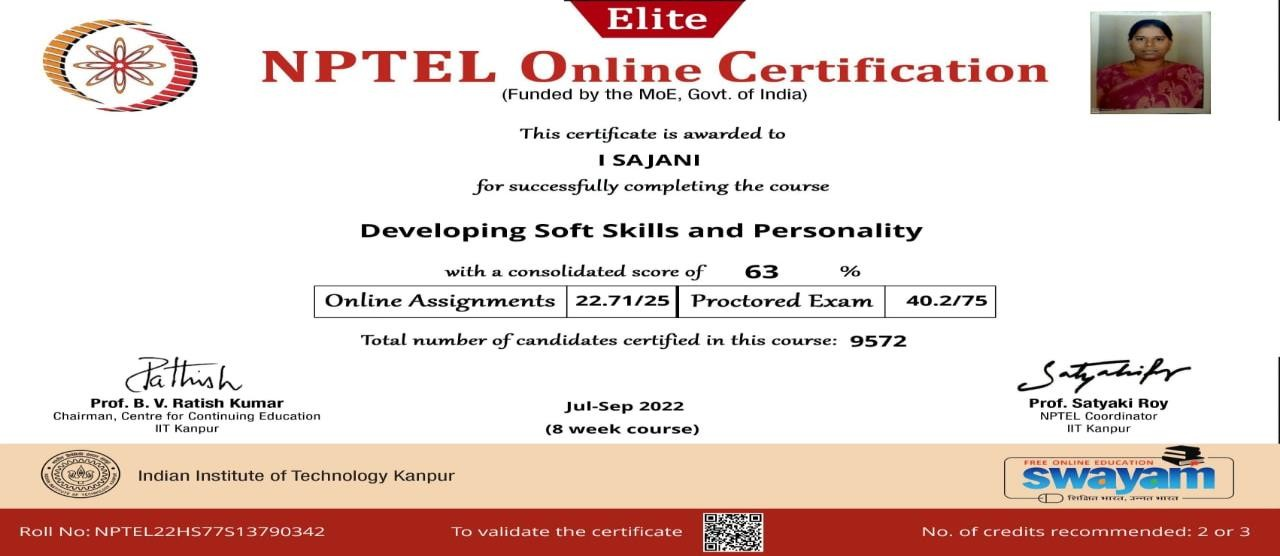 Elite
NPTEL Online Certification
(Funded by the MoE, Govt. of India)
This certificate is awarded to
I SAJANI
for successfully completing the course
Developing Soft Skills and Personality
with a consolidated score of 63 %
Online Assignments 22.71/25 Proctored Exam 40.2/75
Total number of candidates certified in this course: 9572
Prof. B. V. Ratish Kumar
Chairman, Centre for Continuing Education
IIT Kanpur
Jul-Sep 2022
(8 week course)
Prof. Satyaki Roy
NPTEL Coordinator
IIT Kanpur
Indian Institute of Technology Kanpur
FREE ONLINE EDUCATION
swayam
शिक्षित भारत, उन्नत भारत
Roll No: NPTEL22HS77S13790342
To validate the certificate
No. of credits recommended: 2 or 3